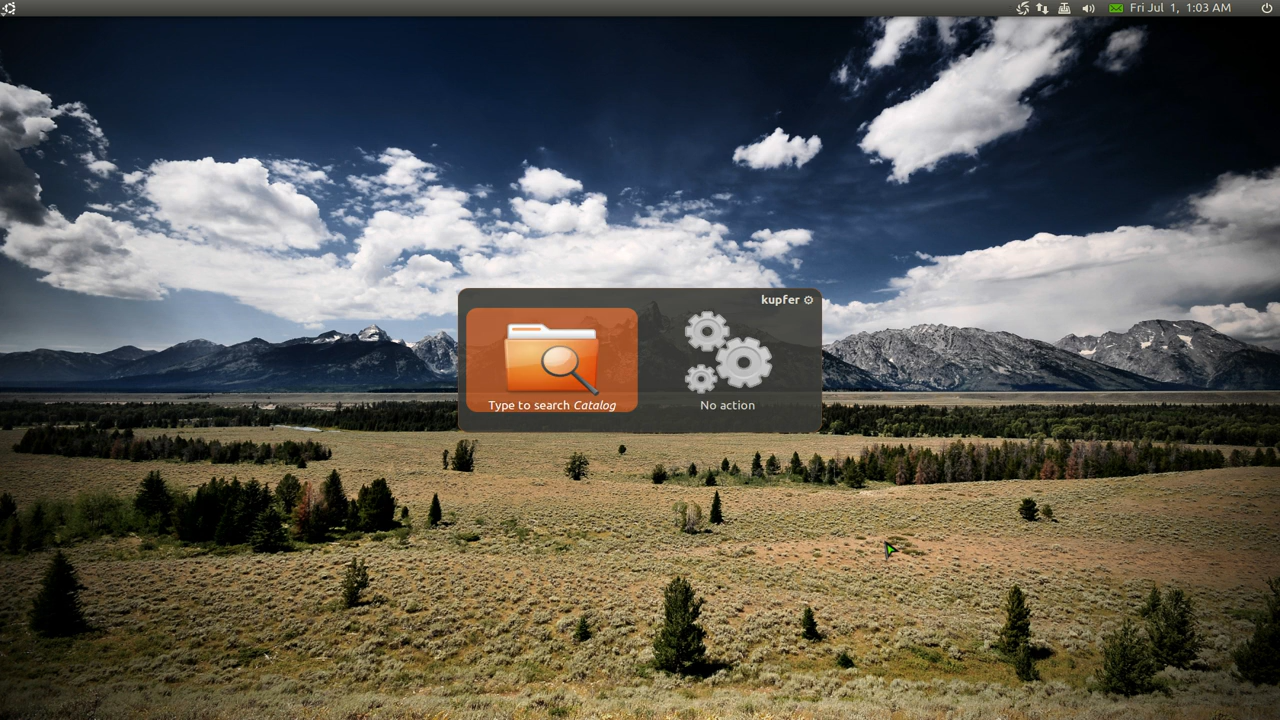 Fri Jul 1, 1:03 AM
kupfer
Type to search Catalog
No action